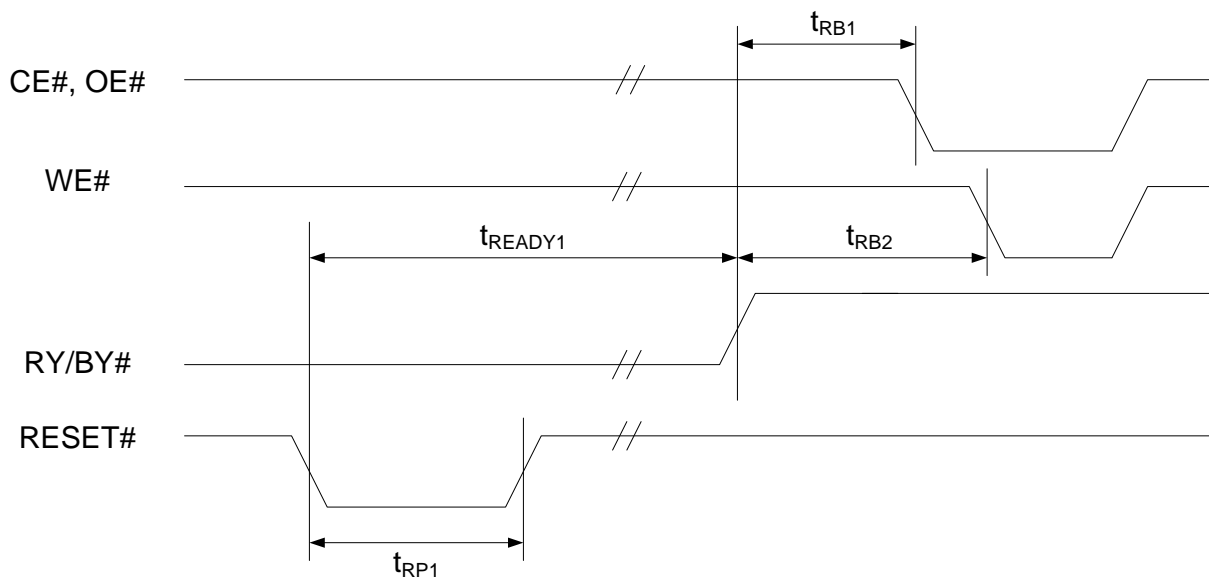 tRB1
CE#, OE#
WE#
tREADY1
tRB2
RY/BY#
RESET#
tRP1